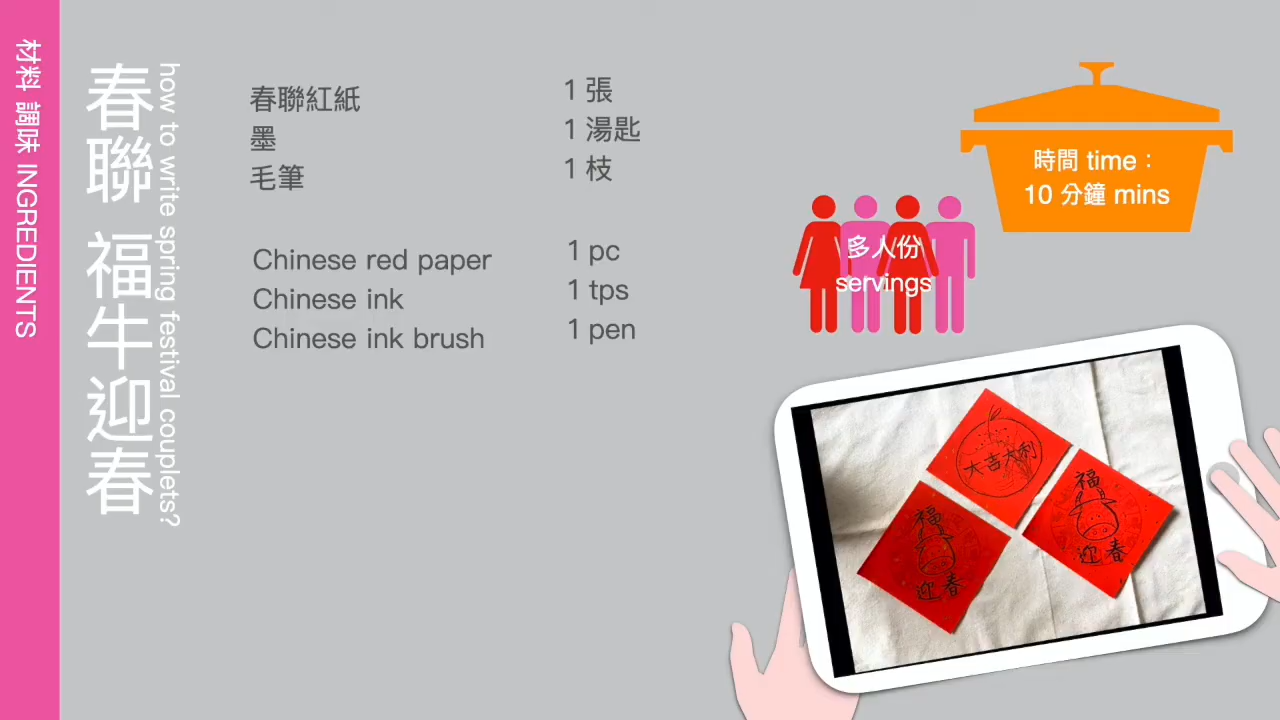 材料 調味 INGREDIENTS
春聯 福牛迎春
how to write spring festival couplets?
春聯紅紙 1 張
墨 1 湯匙
毛筆 1 枝
Chinese red paper 1 pc
Chinese ink 1 tps
Chinese ink brush 1 pen
時間 time：
10 分鐘 mins
多人份
servings
大吉大利
福
迎春
福
迎春